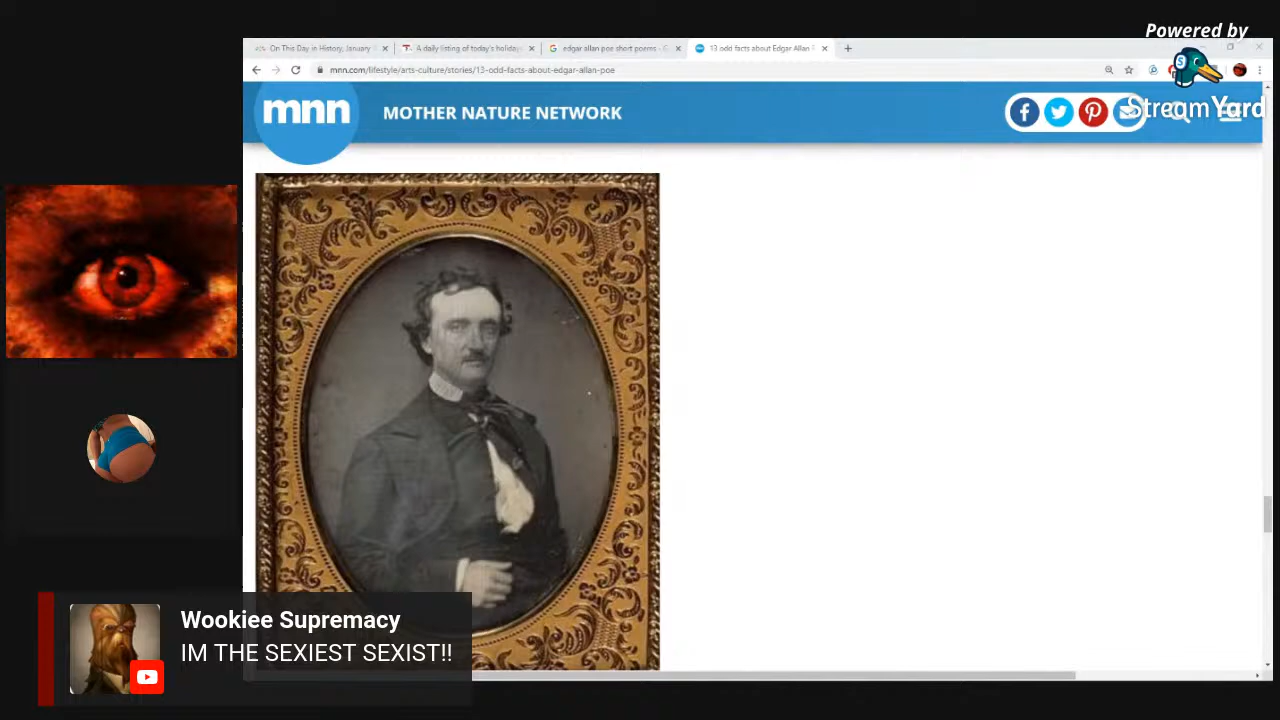 Powered by
StreamYard
On This Day in History, January
A daily listing of today's holiday
edgar allan poe short poems - G
13 odd facts about Edgar Allan P
mnn.com/lifestyle/arts-culture/stories/13-odd-facts-about-edgar-allan-poe
mnn
MOTHER NATURE NETWORK
Wookiee Supremacy
IM THE SEXIEST SEXIST!!